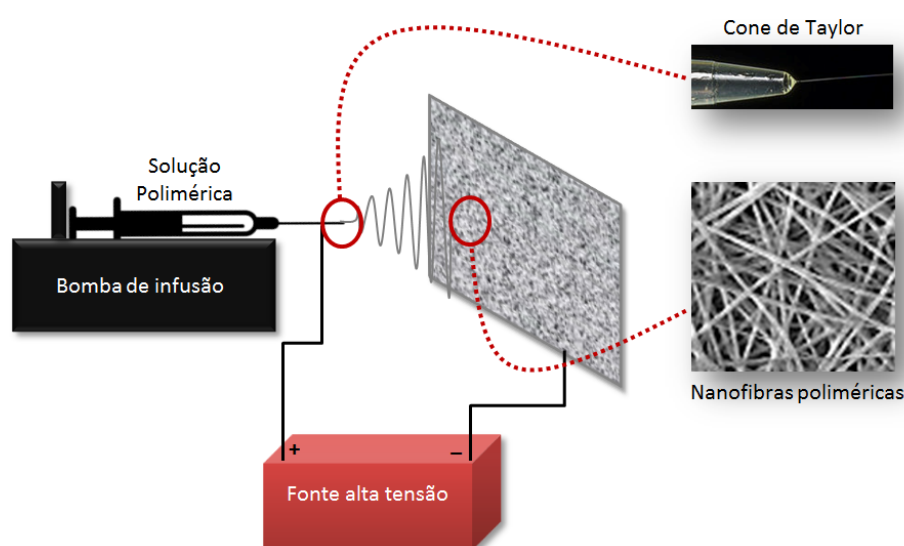 Cone de Taylor
Solução
Polimérica
Bomba de infusão
Nanofibras poliméricas
+
–
Fonte alta tensão